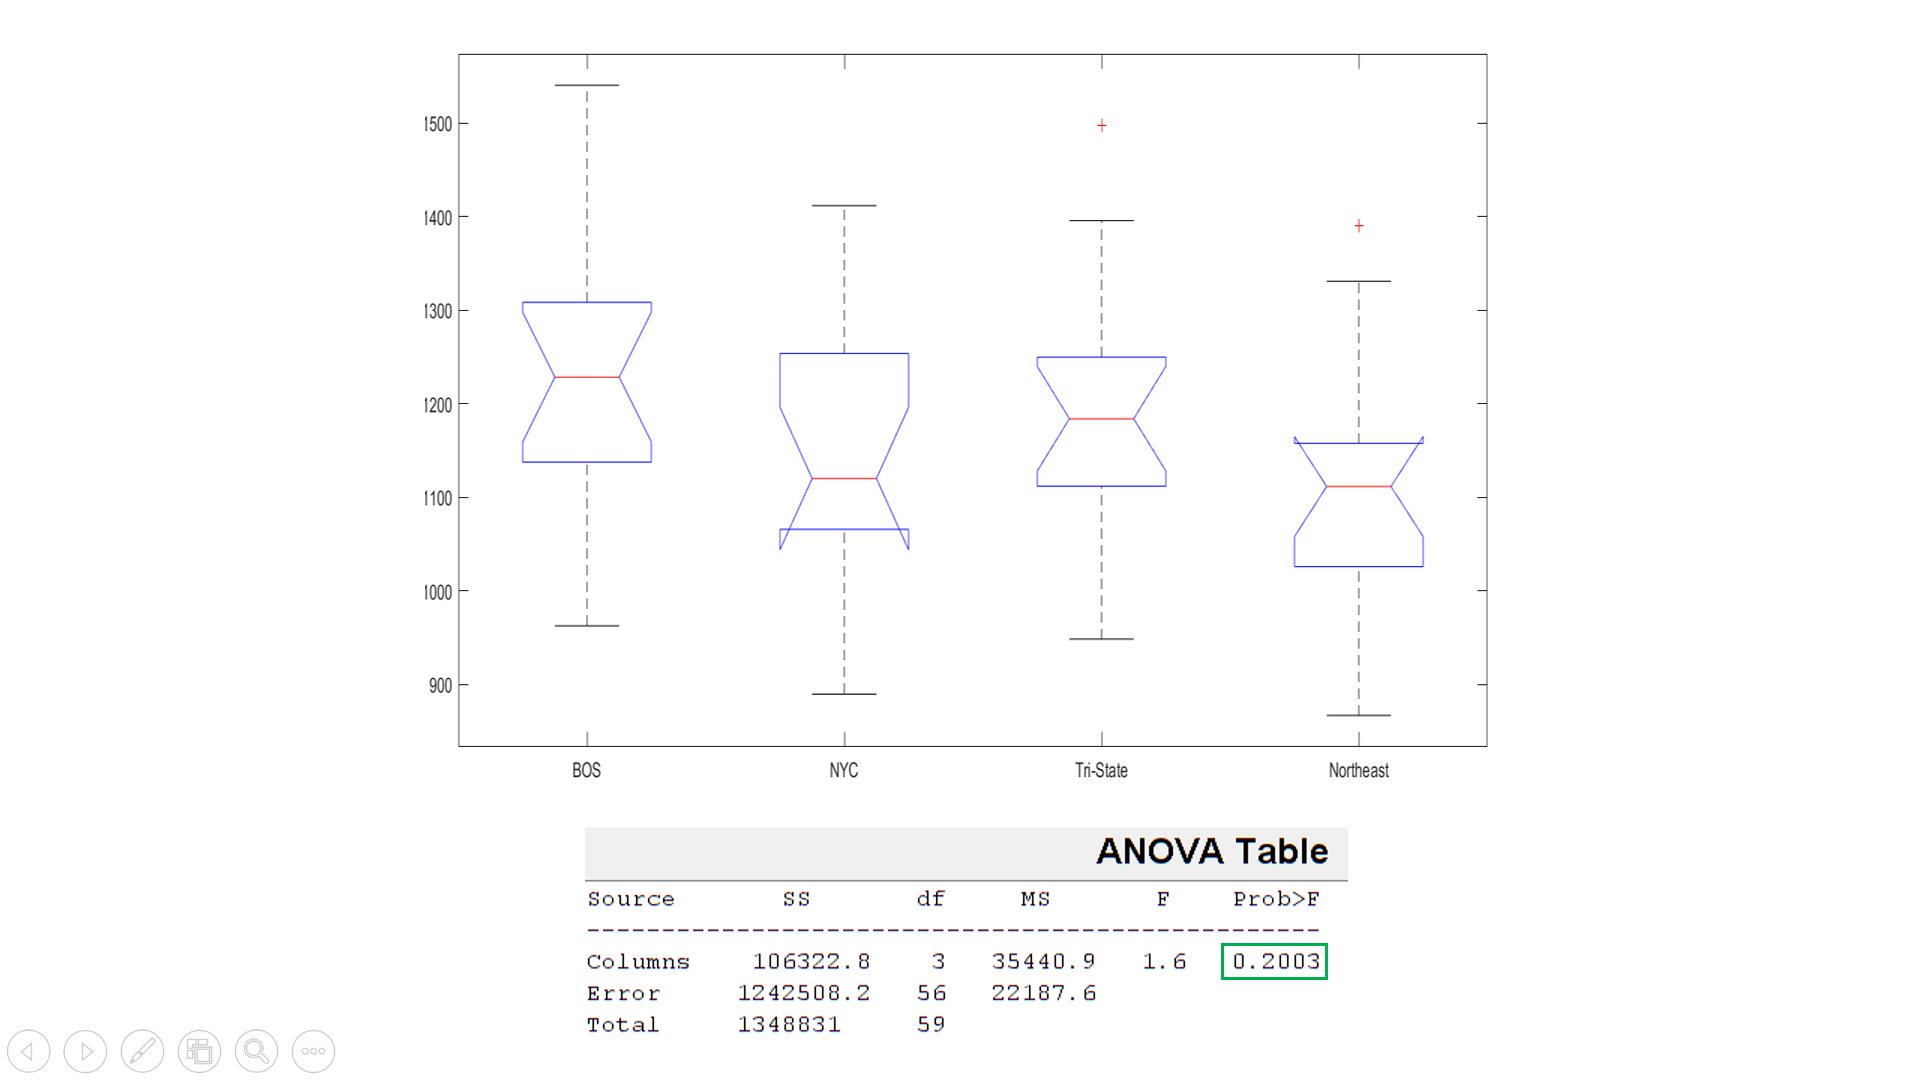 1500
1400
1300
1200
1100
1000
900
BOS NYC Tri-State Northeast
ANOVA Table
Source SS df MS F Prob>F
------------------------------------------------------------
Columns 106322.8 3 35440.9 1.6 0.2003
Error 1242508.2 56 22187.6
Total 1348831 59